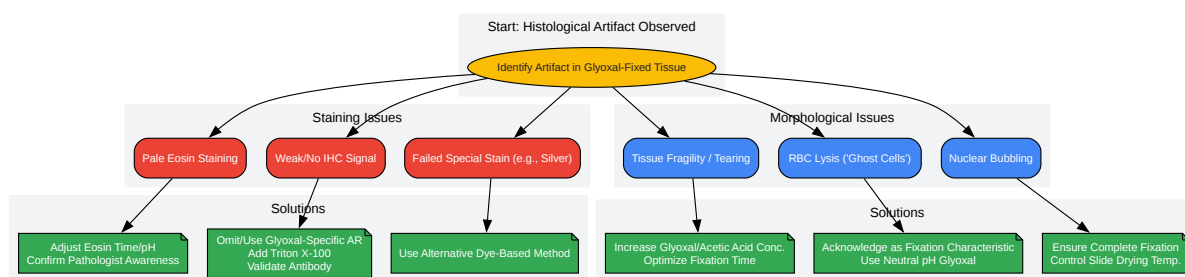 Start: Histological Artifact Observed
Identify Artifact in Glyoxal-Fixed Tissue
Staining Issues
Morphological Issues
Pale Eosin Staining
Weak/No IHC Signal
Failed Special Stain (e.g., Silver)
Tissue Fragility / Tearing
RBC Lysis ('Ghost Cells')
Nuclear Bubbling
Solutions
Solutions
Adjust Eosin Time/pH
Confirm Pathologist Awareness
Omit/Use Glyoxal-Specific AR
Add Triton X-100
Validate Antibody
Use Alternative Dye-Based Method
Increase Glyoxal/Acetic Acid Conc.
Optimize Fixation Time
Acknowledge as Fixation Characteristic
Use Neutral pH Glyoxal
Ensure Complete Fixation
Control Slide Drying Temp.